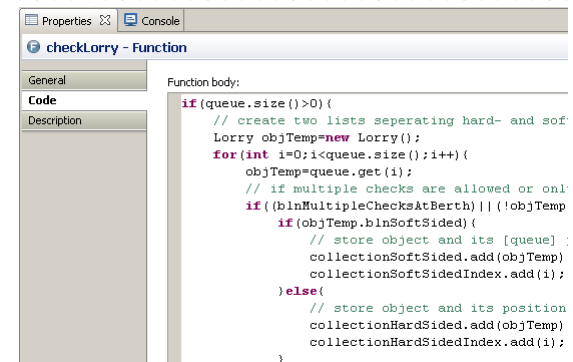 Properties Console
checkLorry - Function
General
Function body:
Code
Description
if(queue.size()>0){
// create two lists seperating hard- and sof
Lorry objTemp=new Lorry();
for(int i=0;i<queue.size();i++){
objTemp=queue.get(i);
// if multiple checks are allowed or onl
if((blnMultipleChecksAtBerth)||(!objTemp
if(objTemp.blnSoftSided){
// store object and its [queue]
collectionSoftSided.add(objTemp)
collectionSoftSidedIndex.add(i);
}else{
// store object and its position
collectionHardSided.add(objTemp)
collectionHardSidedIndex.add(i);
}